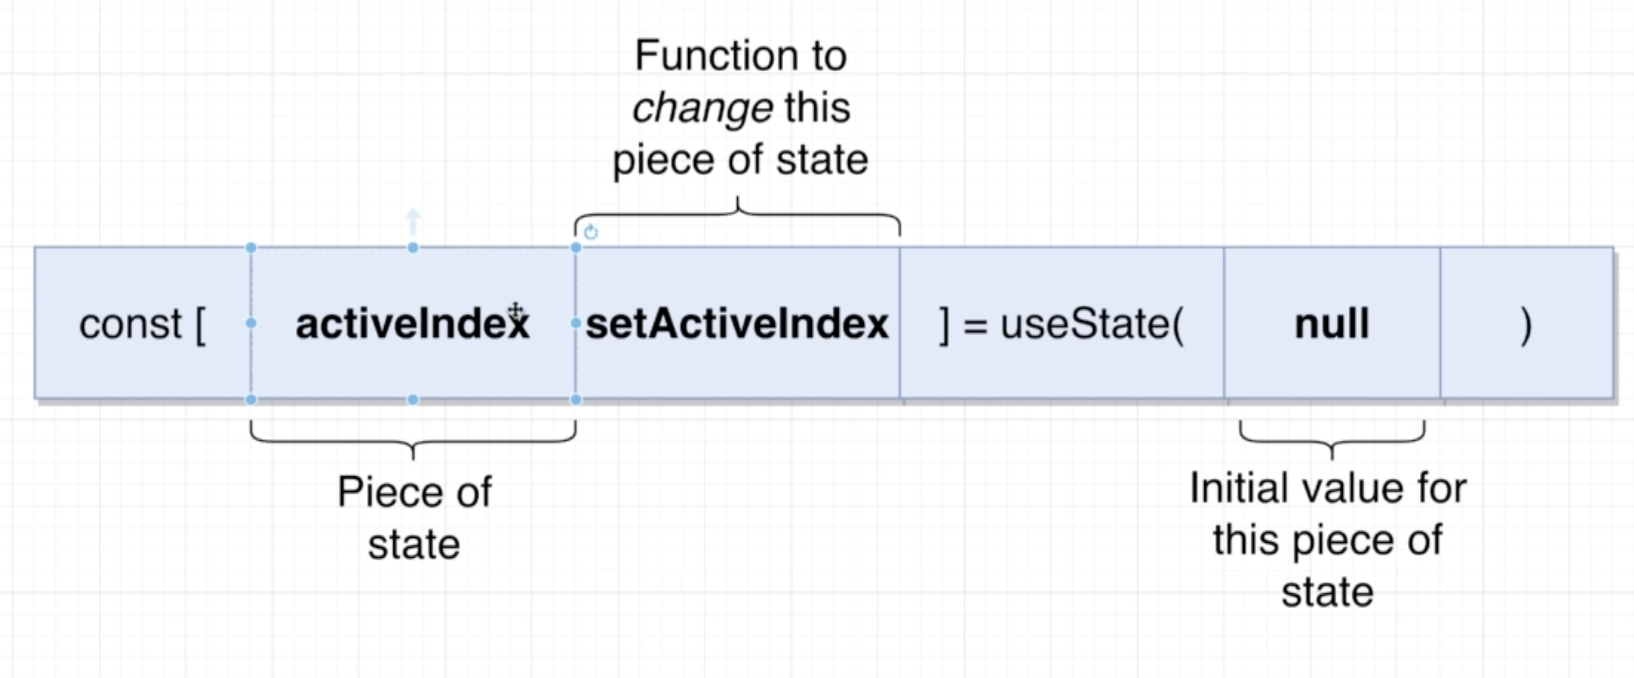 Function to
change this
piece of state
const [ activeIndex setActiveIndex ] = useState( null )
Piece of
state
Initial value for
this piece of
state